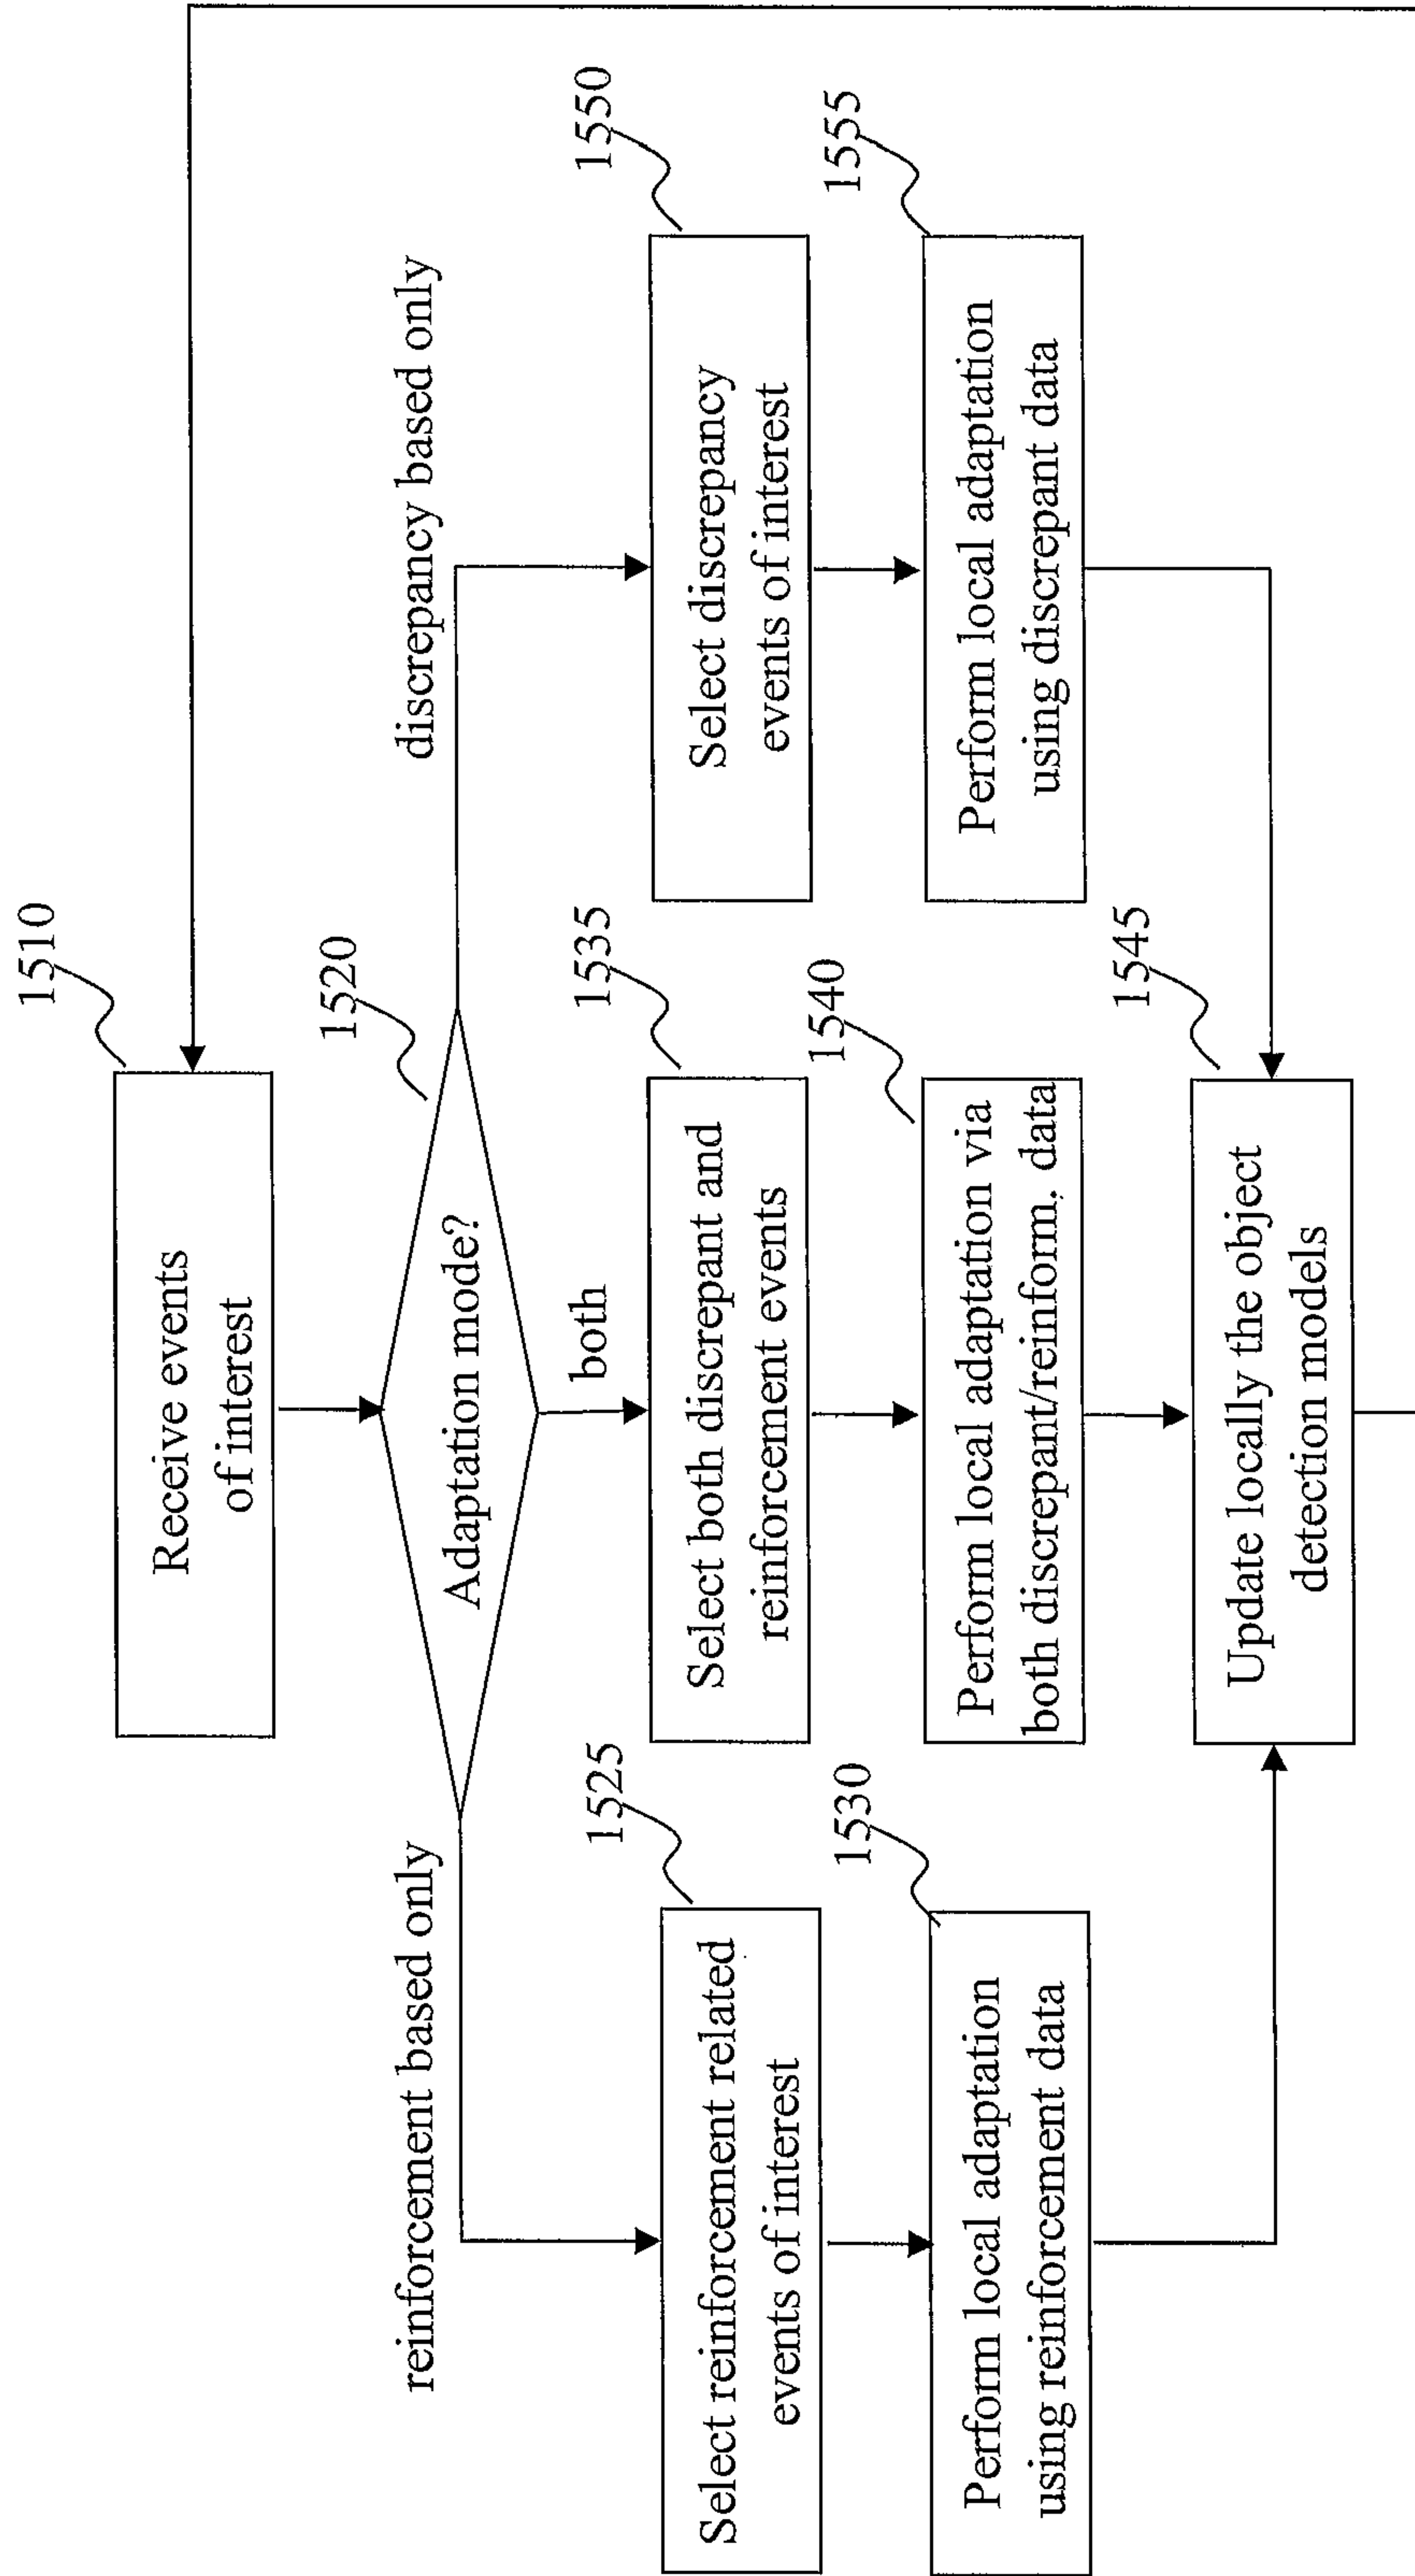 1510
Receive events
of interest
1520
Adaptation mode?
reinforcement based only
both
discrepancy based only
1525
Select reinforcement related
events of interest
1530
Perform local adaptation
using reinforcement data
1535
Select both discrepant and
reinforcement events
1540
Perform local adaptation via
both discrepant/reinform. data
1550
Select discrepancy
events of interest
1555
Perform local adaptation
using discrepant data
1545
Update locally the object
detection models